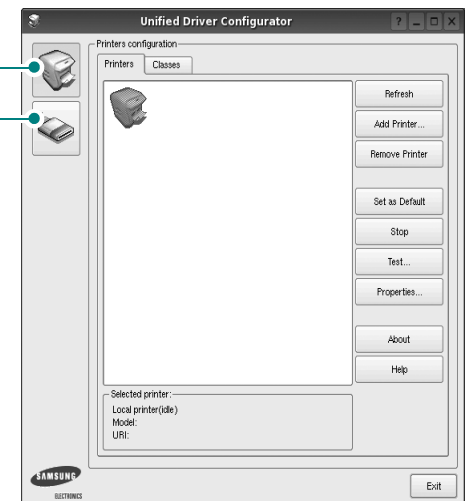 Unified Driver Configurator
Printers configuration
Printers
Classes
Refresh
Add Printer...
Remove Printer
Set as Default
Stop
Test...
Properties...
About
Help
Selected printer:
Local printer(idle)
Model:
URI:
SAMSUNG
ELECTRONICS
Exit